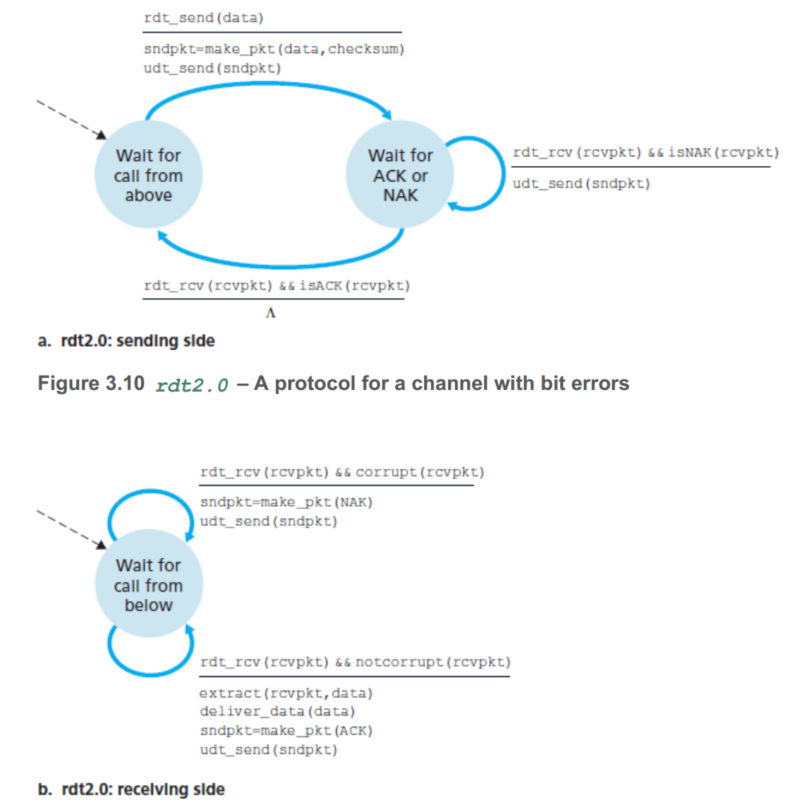 rdt_send(data)
sndpkt=make_pkt(data,checksum)
udt_send(sndpkt)
Wait for
call from
above
Wait for
ACK or
NAK
rdt_rcv(rcvpkt) && isNAK(rcvpkt)
udt_send(sndpkt)
rdt_rcv(rcvpkt) && isACK(rcvpkt)
Λ
a. rdt2.0: sending side
Figure 3.10 rdt2.0 – A protocol for a channel with bit errors
rdt_rcv(rcvpkt) && corrupt(rcvpkt)
sndpkt=make_pkt(NAK)
udt_send(sndpkt)
Wait for
call from
below
rdt_rcv(rcvpkt) && notcorrupt(rcvpkt)
extract(rcvpkt,data)
deliver_data(data)
sndpkt=make_pkt(ACK)
udt_send(sndpkt)
b. rdt2.0: receiving side